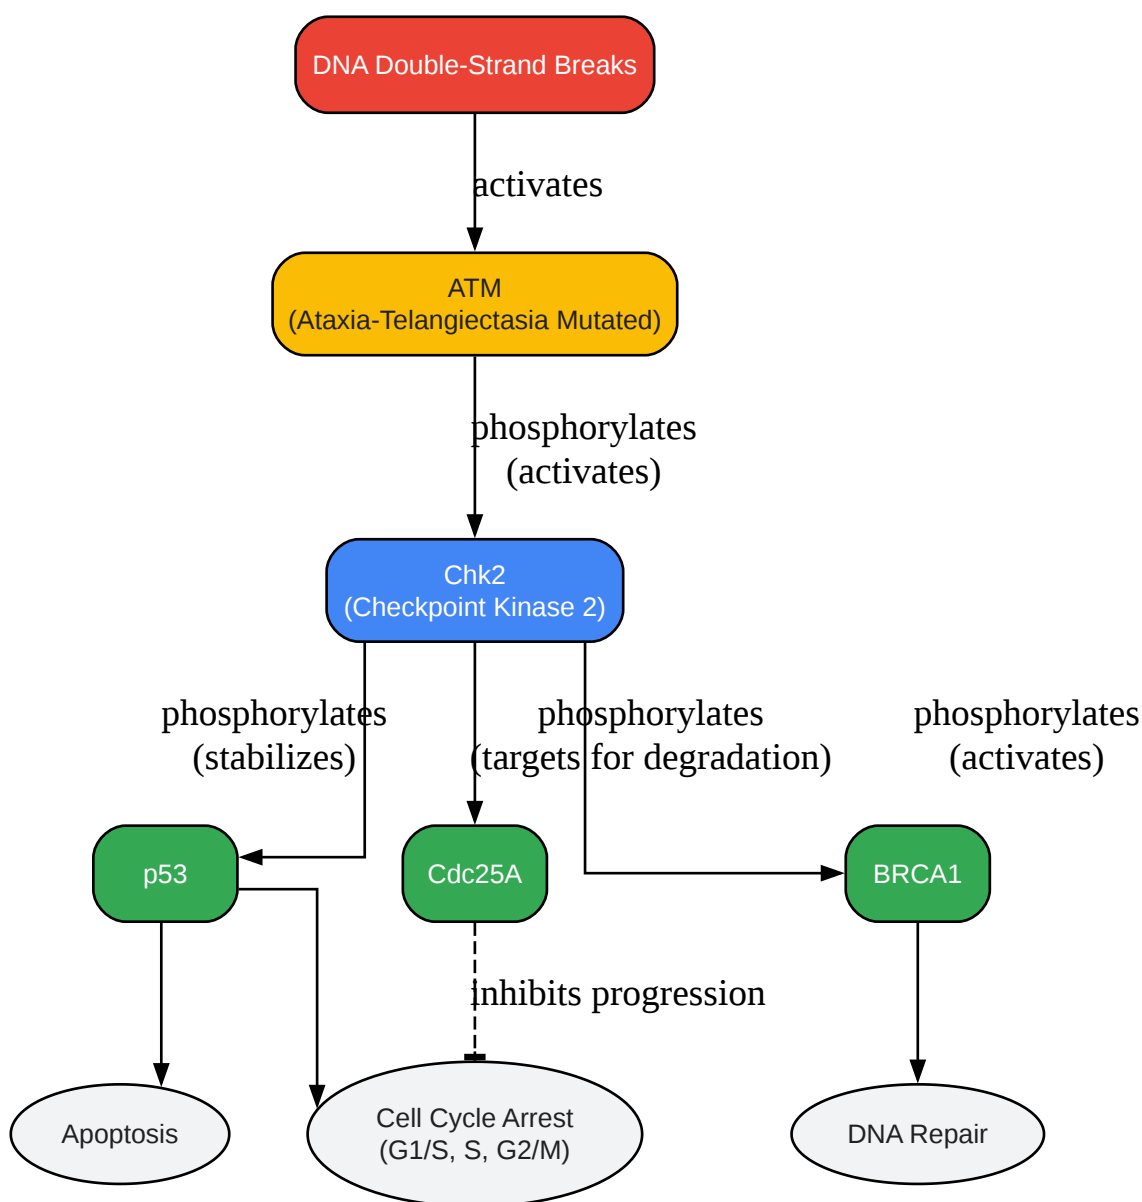 DNA Double-Strand Breaks
activates
ATM
(Ataxia-Telangiectasia Mutated)
phosphorylates
(activates)
Chk2
(Checkpoint Kinase 2)
phosphorylates
(stabilizes)
phosphorylates
(targets for degradation)
phosphorylates
(activates)
p53
Cdc25A
BRCA1
inhibits progression
Apoptosis
Cell Cycle Arrest
(G1/S, S, G2/M)
DNA Repair